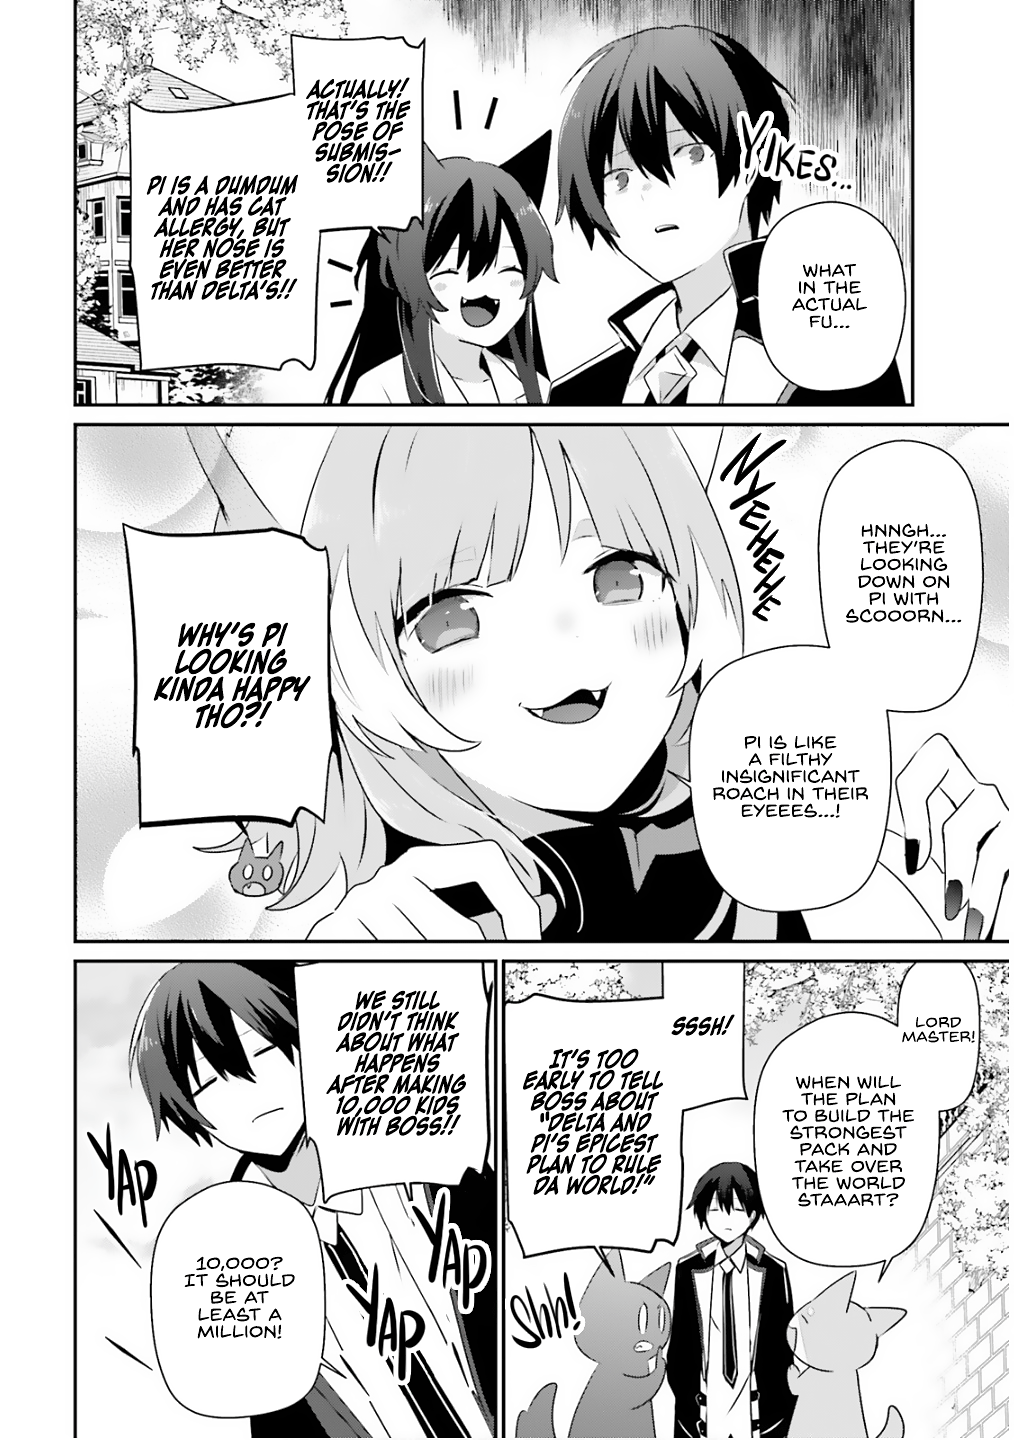 YIKES...
WHAT
IN THE
ACTUAL
FU...
ACTUALLY!
THAT'S THE
POSE OF
SUBMIS-
SION!!
PI IS A DUMDUM
AND HAS CAT
ALLERGY, BUT
HER NOSE IS
EVEN BETTER
THAN DELTA'S!!
HNNGH...
THEY'RE
LOOKING
DOWN ON
PI WITH
SCOOORN...
NYEHEHE
PI IS LIKE
A FILTHY
INSIGNIFICANT
ROACH IN THEIR
EYEEES...!
WHY'S PI
LOOKING
KINDA HAPPY
THO?!
LORD
MASTER!
WHEN WILL
THE PLAN
TO BUILD THE
STRONGEST
PACK AND
TAKE OVER
THE WORLD
STAAART?
SSSH!
IT'S TOO
EARLY TO TELL
BOSS ABOUT
"DELTA AND
PI'S EPICEST
PLAN TO RULE
DA WORLD!"
Shh!
WE STILL
DIDN'T THINK
ABOUT WHAT
HAPPENS
AFTER MAKING
10,000 KIDS
WITH BOSS!!
YAP
YAP
YAP
10,000?
IT SHOULD
BE AT
LEAST A
MILLION!